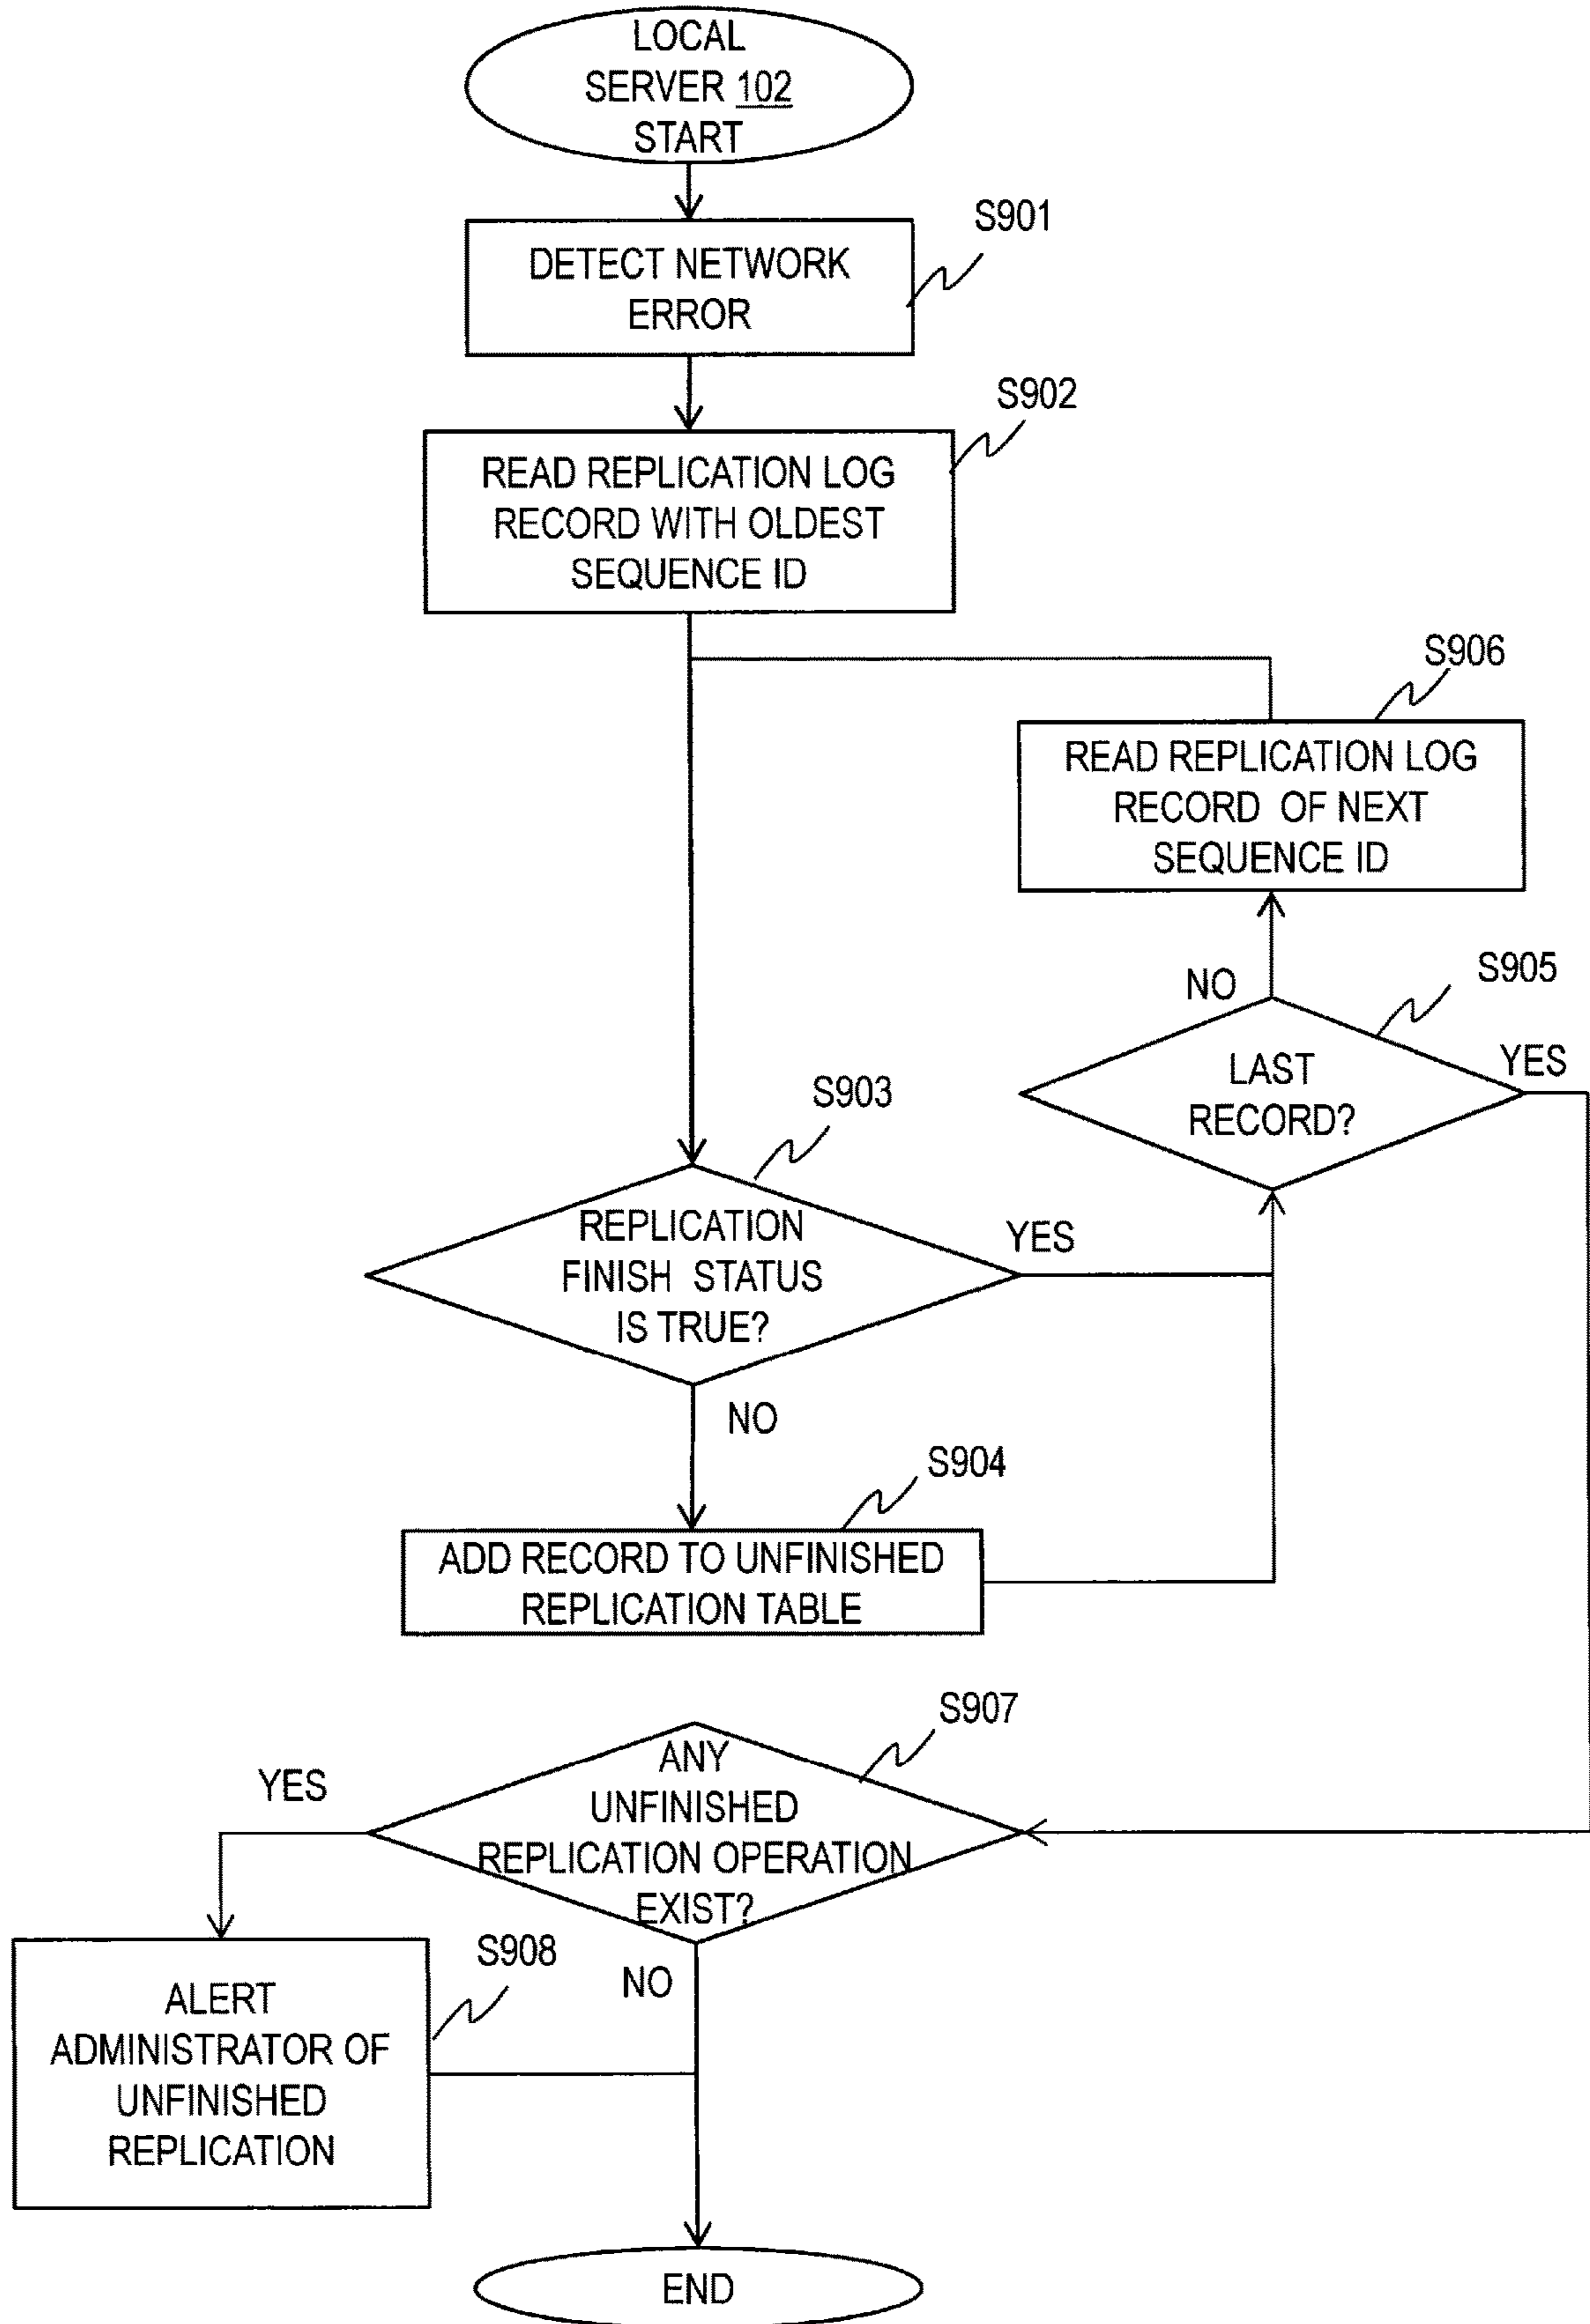 LOCAL
SERVER 102
START
S901
DETECT NETWORK
ERROR
S902
READ REPLICATION LOG
RECORD WITH OLDEST
SEQUENCE ID
S906
READ REPLICATION LOG
RECORD OF NEXT
SEQUENCE ID
NO
S905
LAST
RECORD?
YES
S903
REPLICATION
FINISH STATUS
IS TRUE?
YES
NO
S904
ADD RECORD TO UNFINISHED
REPLICATION TABLE
S907
ANY
UNFINISHED
REPLICATION OPERATION
EXIST?
YES
NO
S908
ALERT
ADMINISTRATOR OF
UNFINISHED
REPLICATION
END